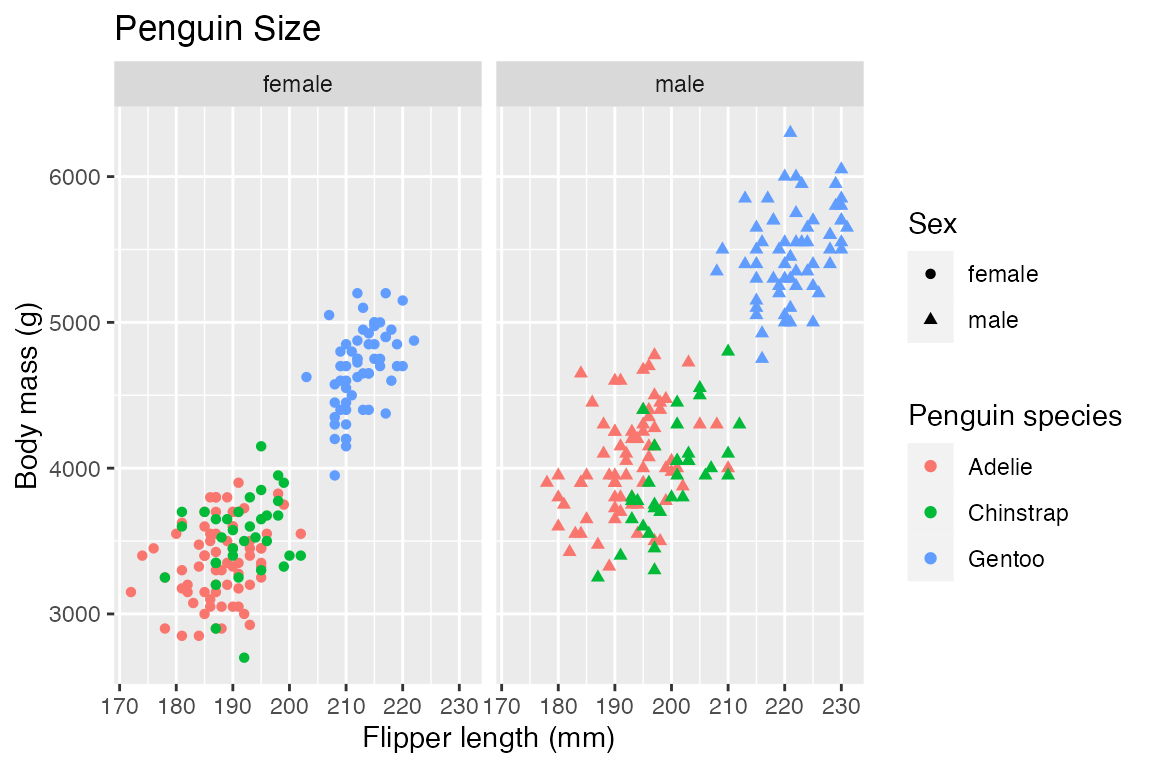 Penguin Size
female male
6000
5000
4000
3000
170 180 190 200 210 220 230 170 180 190 200 210 220 230
Flipper length (mm)
Body mass (g)
Sex
female
male
Penguin species
Adelie
Chinstrap
Gentoo